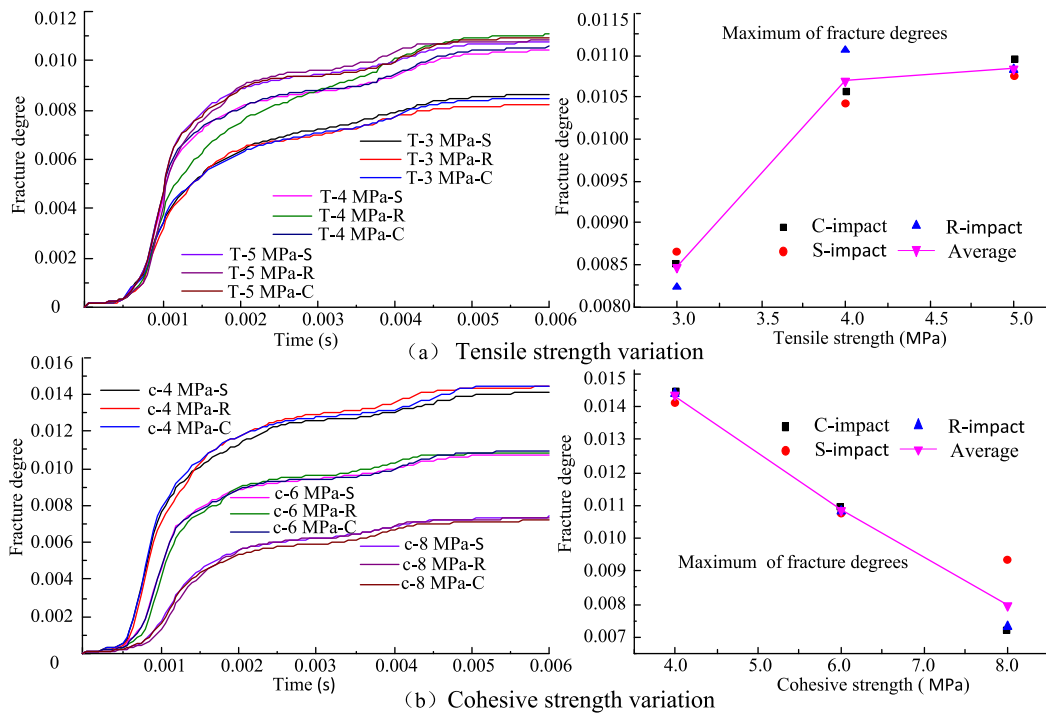 0.012
0.010
0.008
0.006
0.004
0.002
0
Fracture degree
T-3 MPa-S
T-3 MPa-R
T-3 MPa-C
T-4 MPa-S
T-4 MPa-R
T-4 MPa-C
T-5 MPa-S
T-5 MPa-R
T-5 MPa-C
0.001 0.002 0.003 0.004 0.005 0.006
Time (s)
0.0115
0.0110
0.0105
0.0100
0.0095
0.0090
0.0085
0.0080
Fracture degree
Maximum of fracture degrees
C-impact R-impact
S-impact Average
3.0 3.5 4.0 4.5 5.0
Tensile strength (MPa)
（a） Tensile strength variation
0.016
0.014
0.012
0.010
0.008
0.006
0.004
0.002
0
Fracture degree
c-4 MPa-S
c-4 MPa-R
c-4 MPa-C
c-6 MPa-S
c-6 MPa-R
c-6 MPa-C
c-8 MPa-S
c-8 MPa-R
c-8 MPa-C
0.001 0.002 0.003 0.004 0.005 0.006
Time (s)
0.015
0.014
0.013
0.012
0.011
0.010
0.009
0.008
0.007
Fracture degree
C-impact R-impact
S-impact Average
Maximum of fracture degrees
4.0 5.0 6.0 7.0 8.0
Cohesive strength ( MPa)
（b） Cohesive strength variation